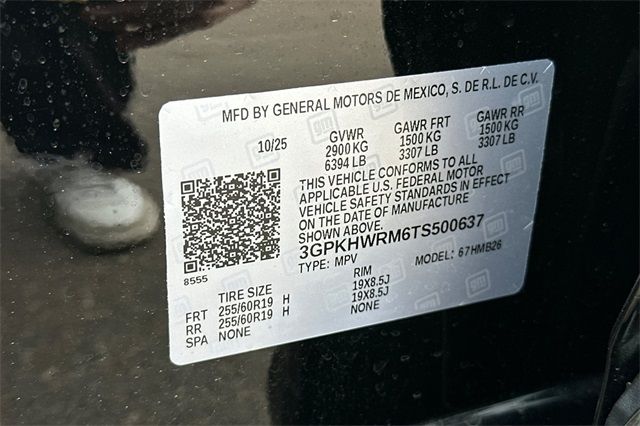 MFD BY GENERAL MOTORS DE MEXICO, S. DE R.L. DE C.V.
10/25 GVWR GAWR FRT GAWR RR
2900 KG 1500 KG 1500 KG
6394 LB 3307 LB 3307 LB
THIS VEHICLE CONFORMS TO ALL
APPLICABLE U.S. FEDERAL MOTOR
VEHICLE SAFETY STANDARDS IN EFFECT
ON THE DATE OF MANUFACTURE
SHOWN ABOVE.
3GPKHWRM6TS500637
TYPE: MPV MODEL: 67HMB26
8555
TIRE SIZE RIM
FRT 255/60R19 H 19X8.5J
RR 255/60R19 H 19X8.5J
SPA NONE NONE